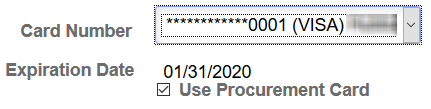 Card Number ************0001 (VISA)
Expiration Date 01/31/2020
Use Procurement Card